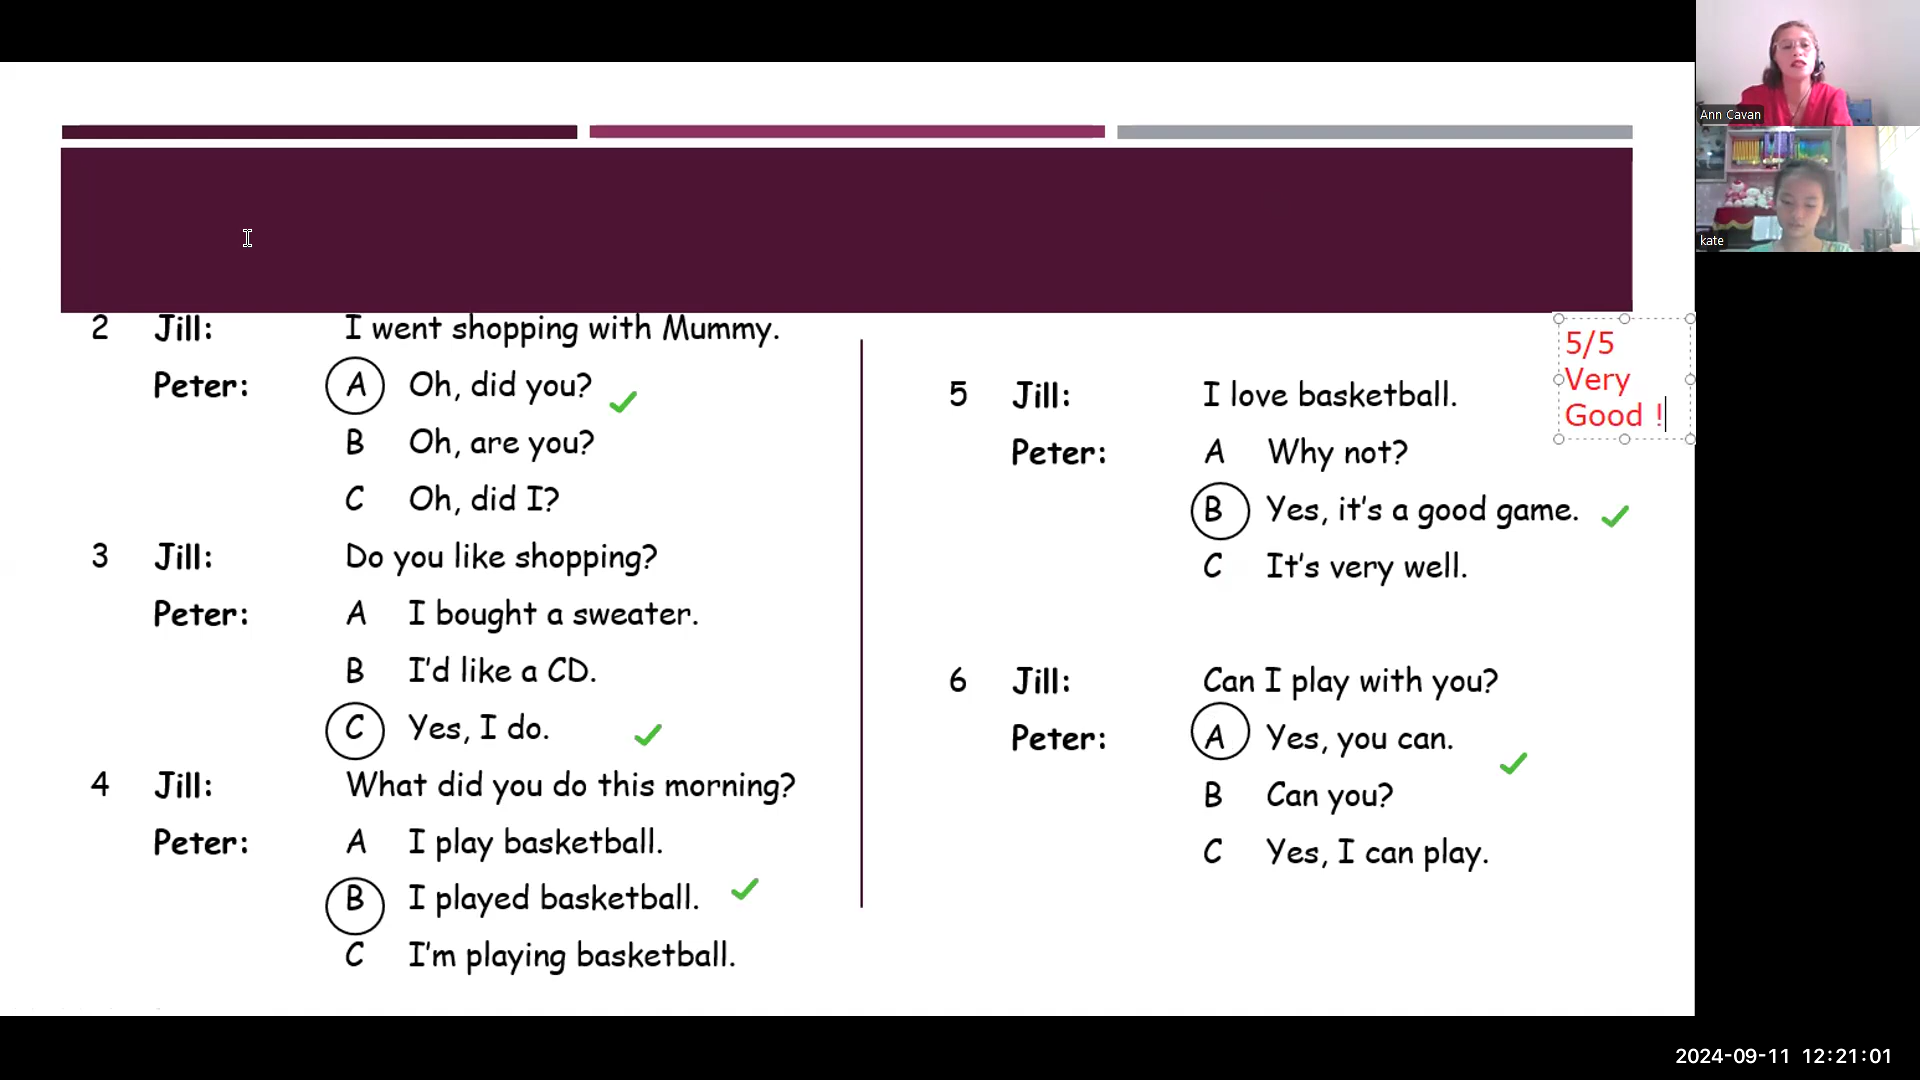 2 Jill: I went shopping with Mummy.
Peter: A Oh, did you?
B Oh, are you?
C Oh, did I?
3 Jill: Do you like shopping?
Peter: A I bought a sweater.
B I'd like a CD.
C Yes, I do.
4 Jill: What did you do this morning?
Peter: A I play basketball.
B I played basketball.
C I'm playing basketball.
5 Jill: I love basketball.
Peter: A Why not?
B Yes, it's a good game.
C It's very well.
6 Jill: Can I play with you?
Peter: A Yes, you can.
B Can you?
C Yes, I can play.
5/5
Very
Good !
Ann Cavan
kate
2024-09-11 12:21:01